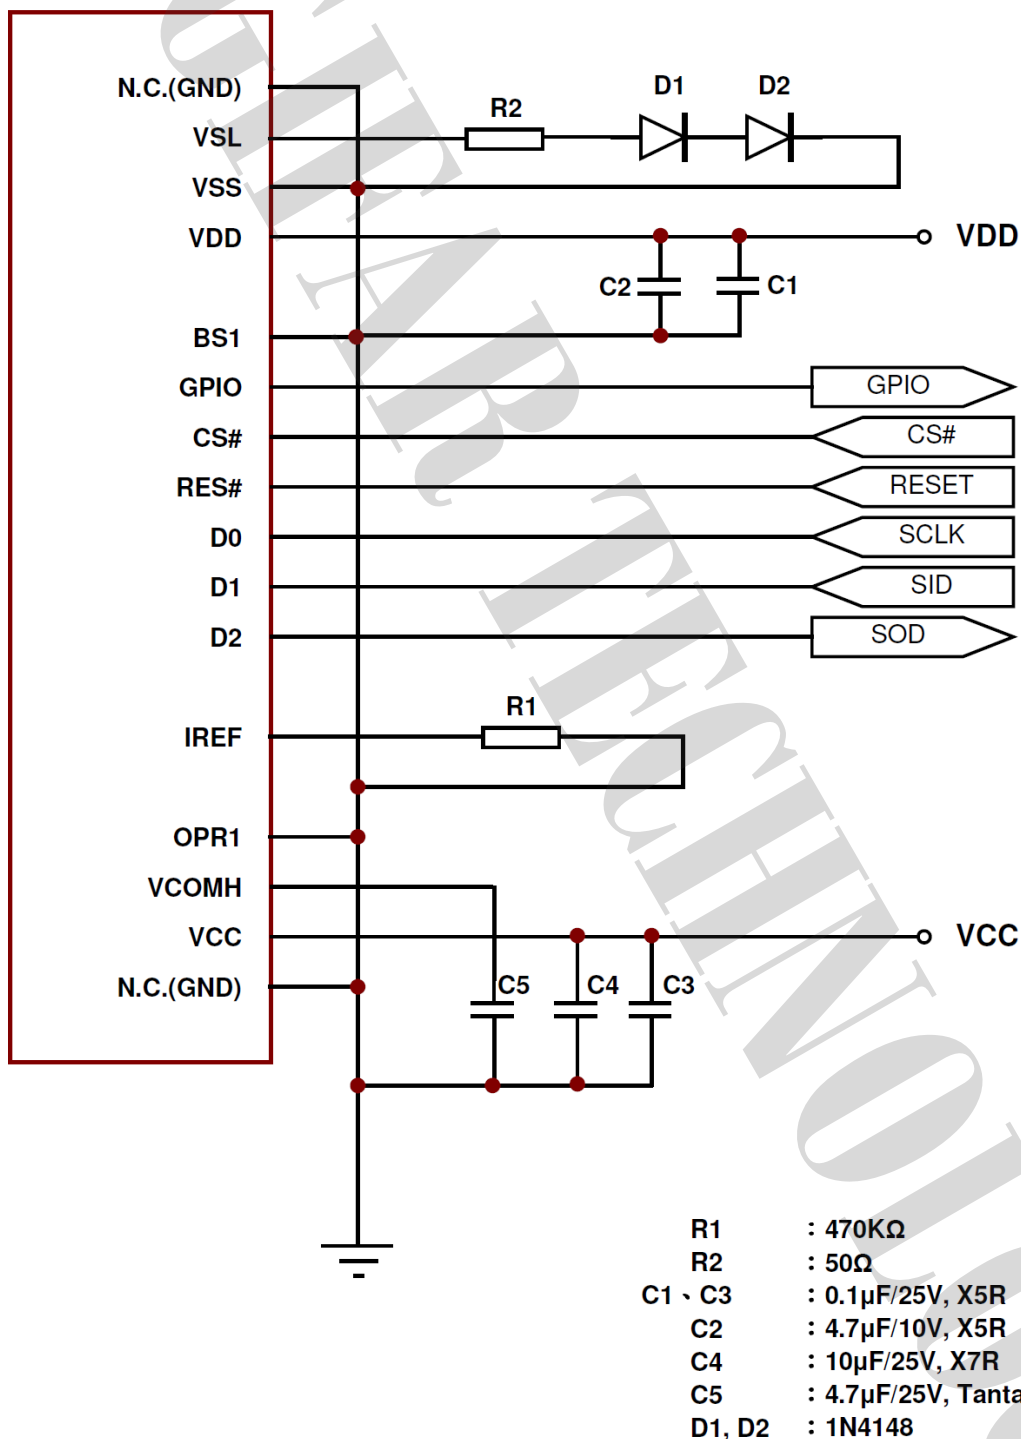 D1 D2
N.C.(GND)
R2
VSL
VSS
VDD VDD
C2 C1
BS1
GPIO GPIO
CS# CS#
RES# RESET
D0 SCLK
D1 SID
D2 SOD
R1
IREF
OPR1
VCOMH
VCC VCC
N.C.(GND) C5 C4 C3
R1 : 470KΩ
R2 : 50Ω
C1、C3 : 0.1μF/25V, X5R
C2 : 4.7μF/10V, X5R
C4 : 10μF/25V, X7R
C5 : 4.7μF/25V, Tanta
D1, D2 : 1N4148